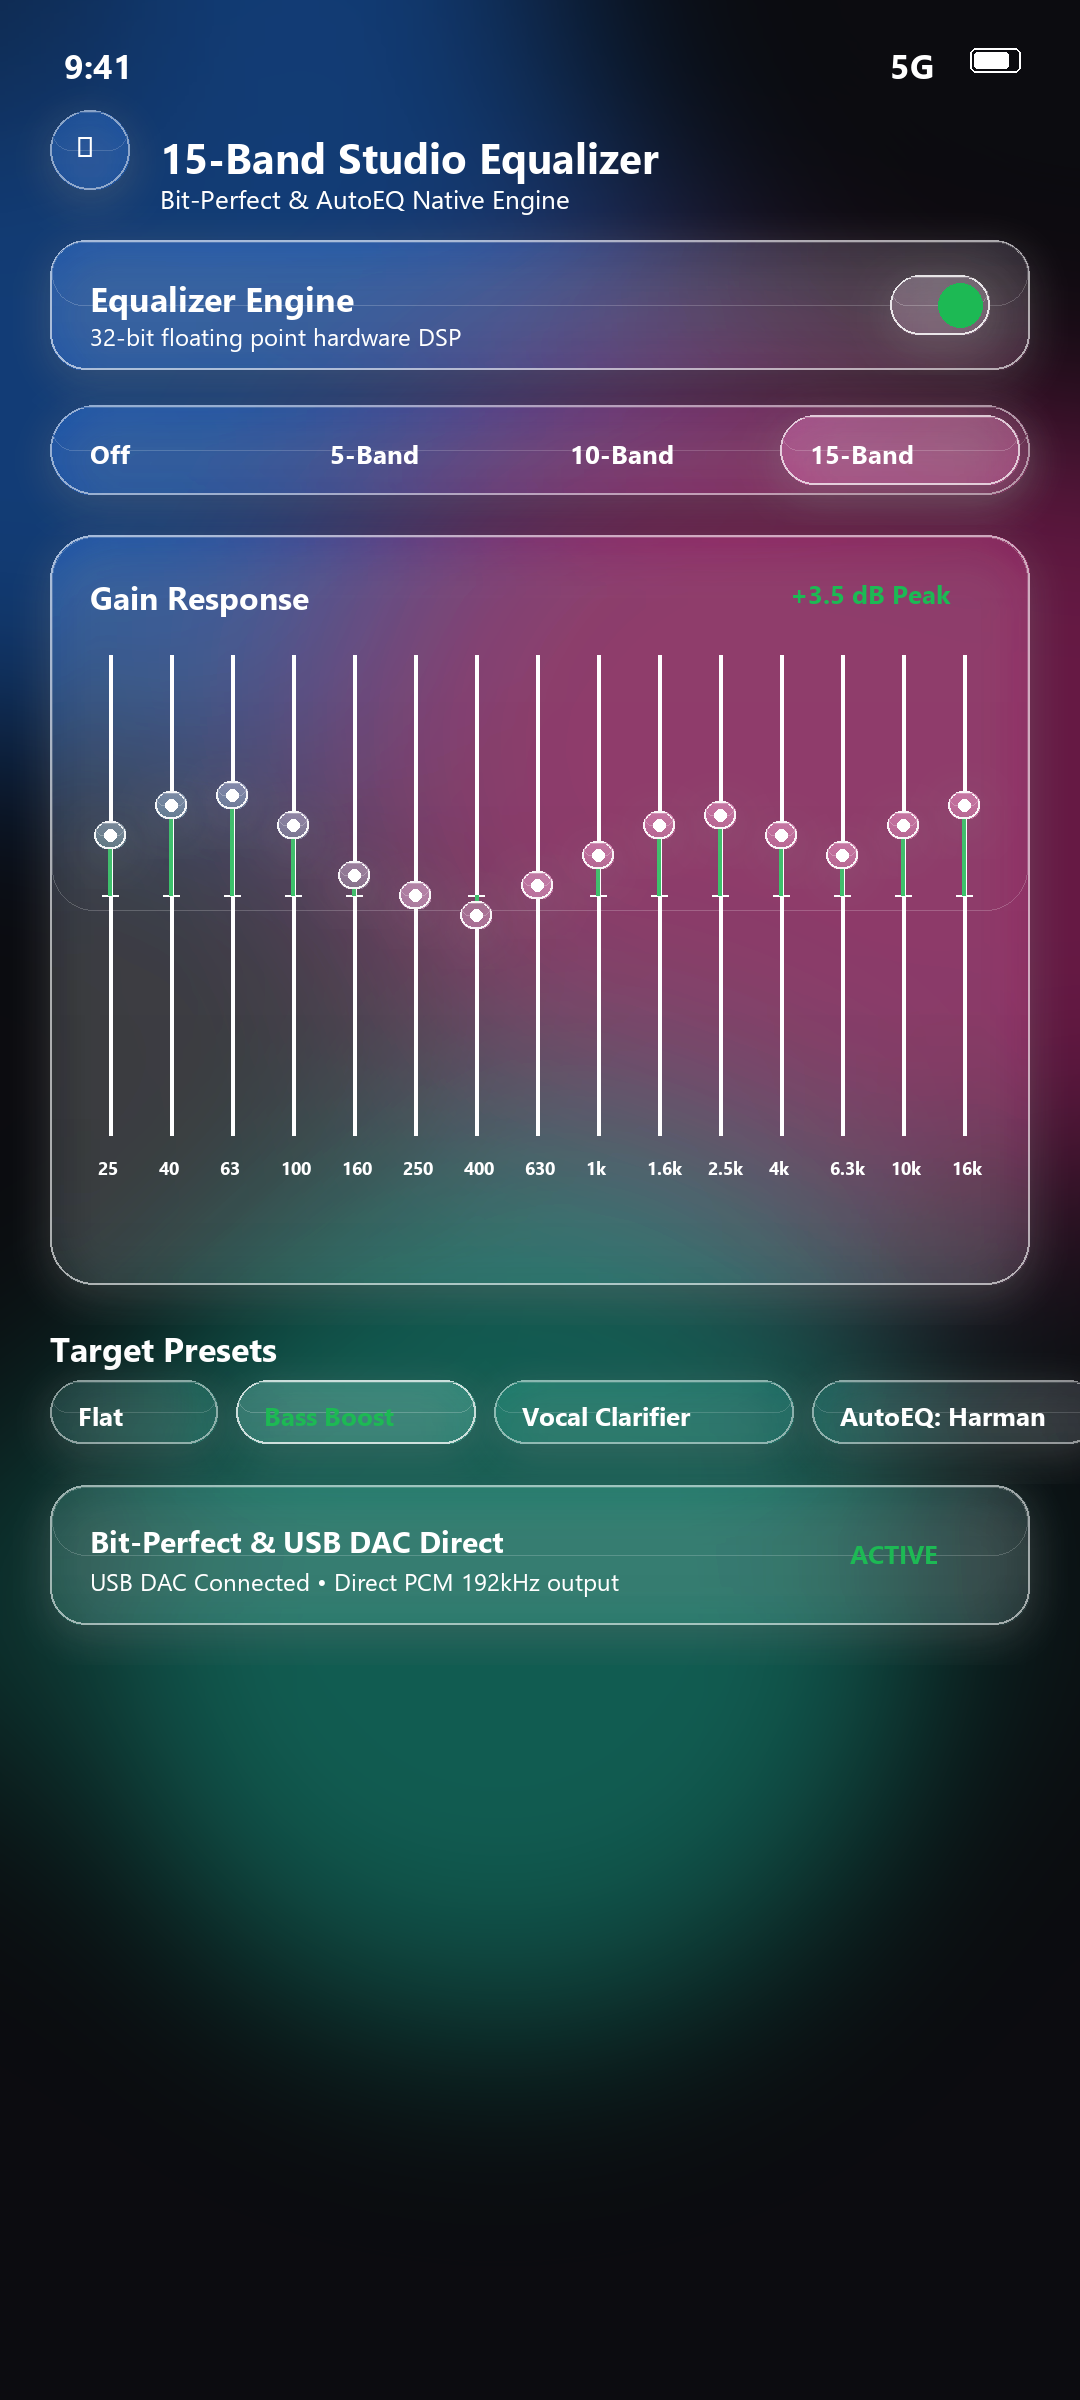 9:41 5G
15-Band Studio Equalizer
Bit-Perfect & AutoEQ Native Engine
Equalizer Engine
32-bit floating point hardware DSP
Off 5-Band 10-Band 15-Band
Gain Response +3.5 dB Peak
25 40 63 100 160 250 400 630 1k 1.6k 2.5k 4k 6.3k 10k 16k
Target Presets
Flat Bass Boost Vocal Clarifier AutoEQ: Harman
Bit-Perfect & USB DAC Direct
ACTIVE
USB DAC Connected • Direct PCM 192kHz output